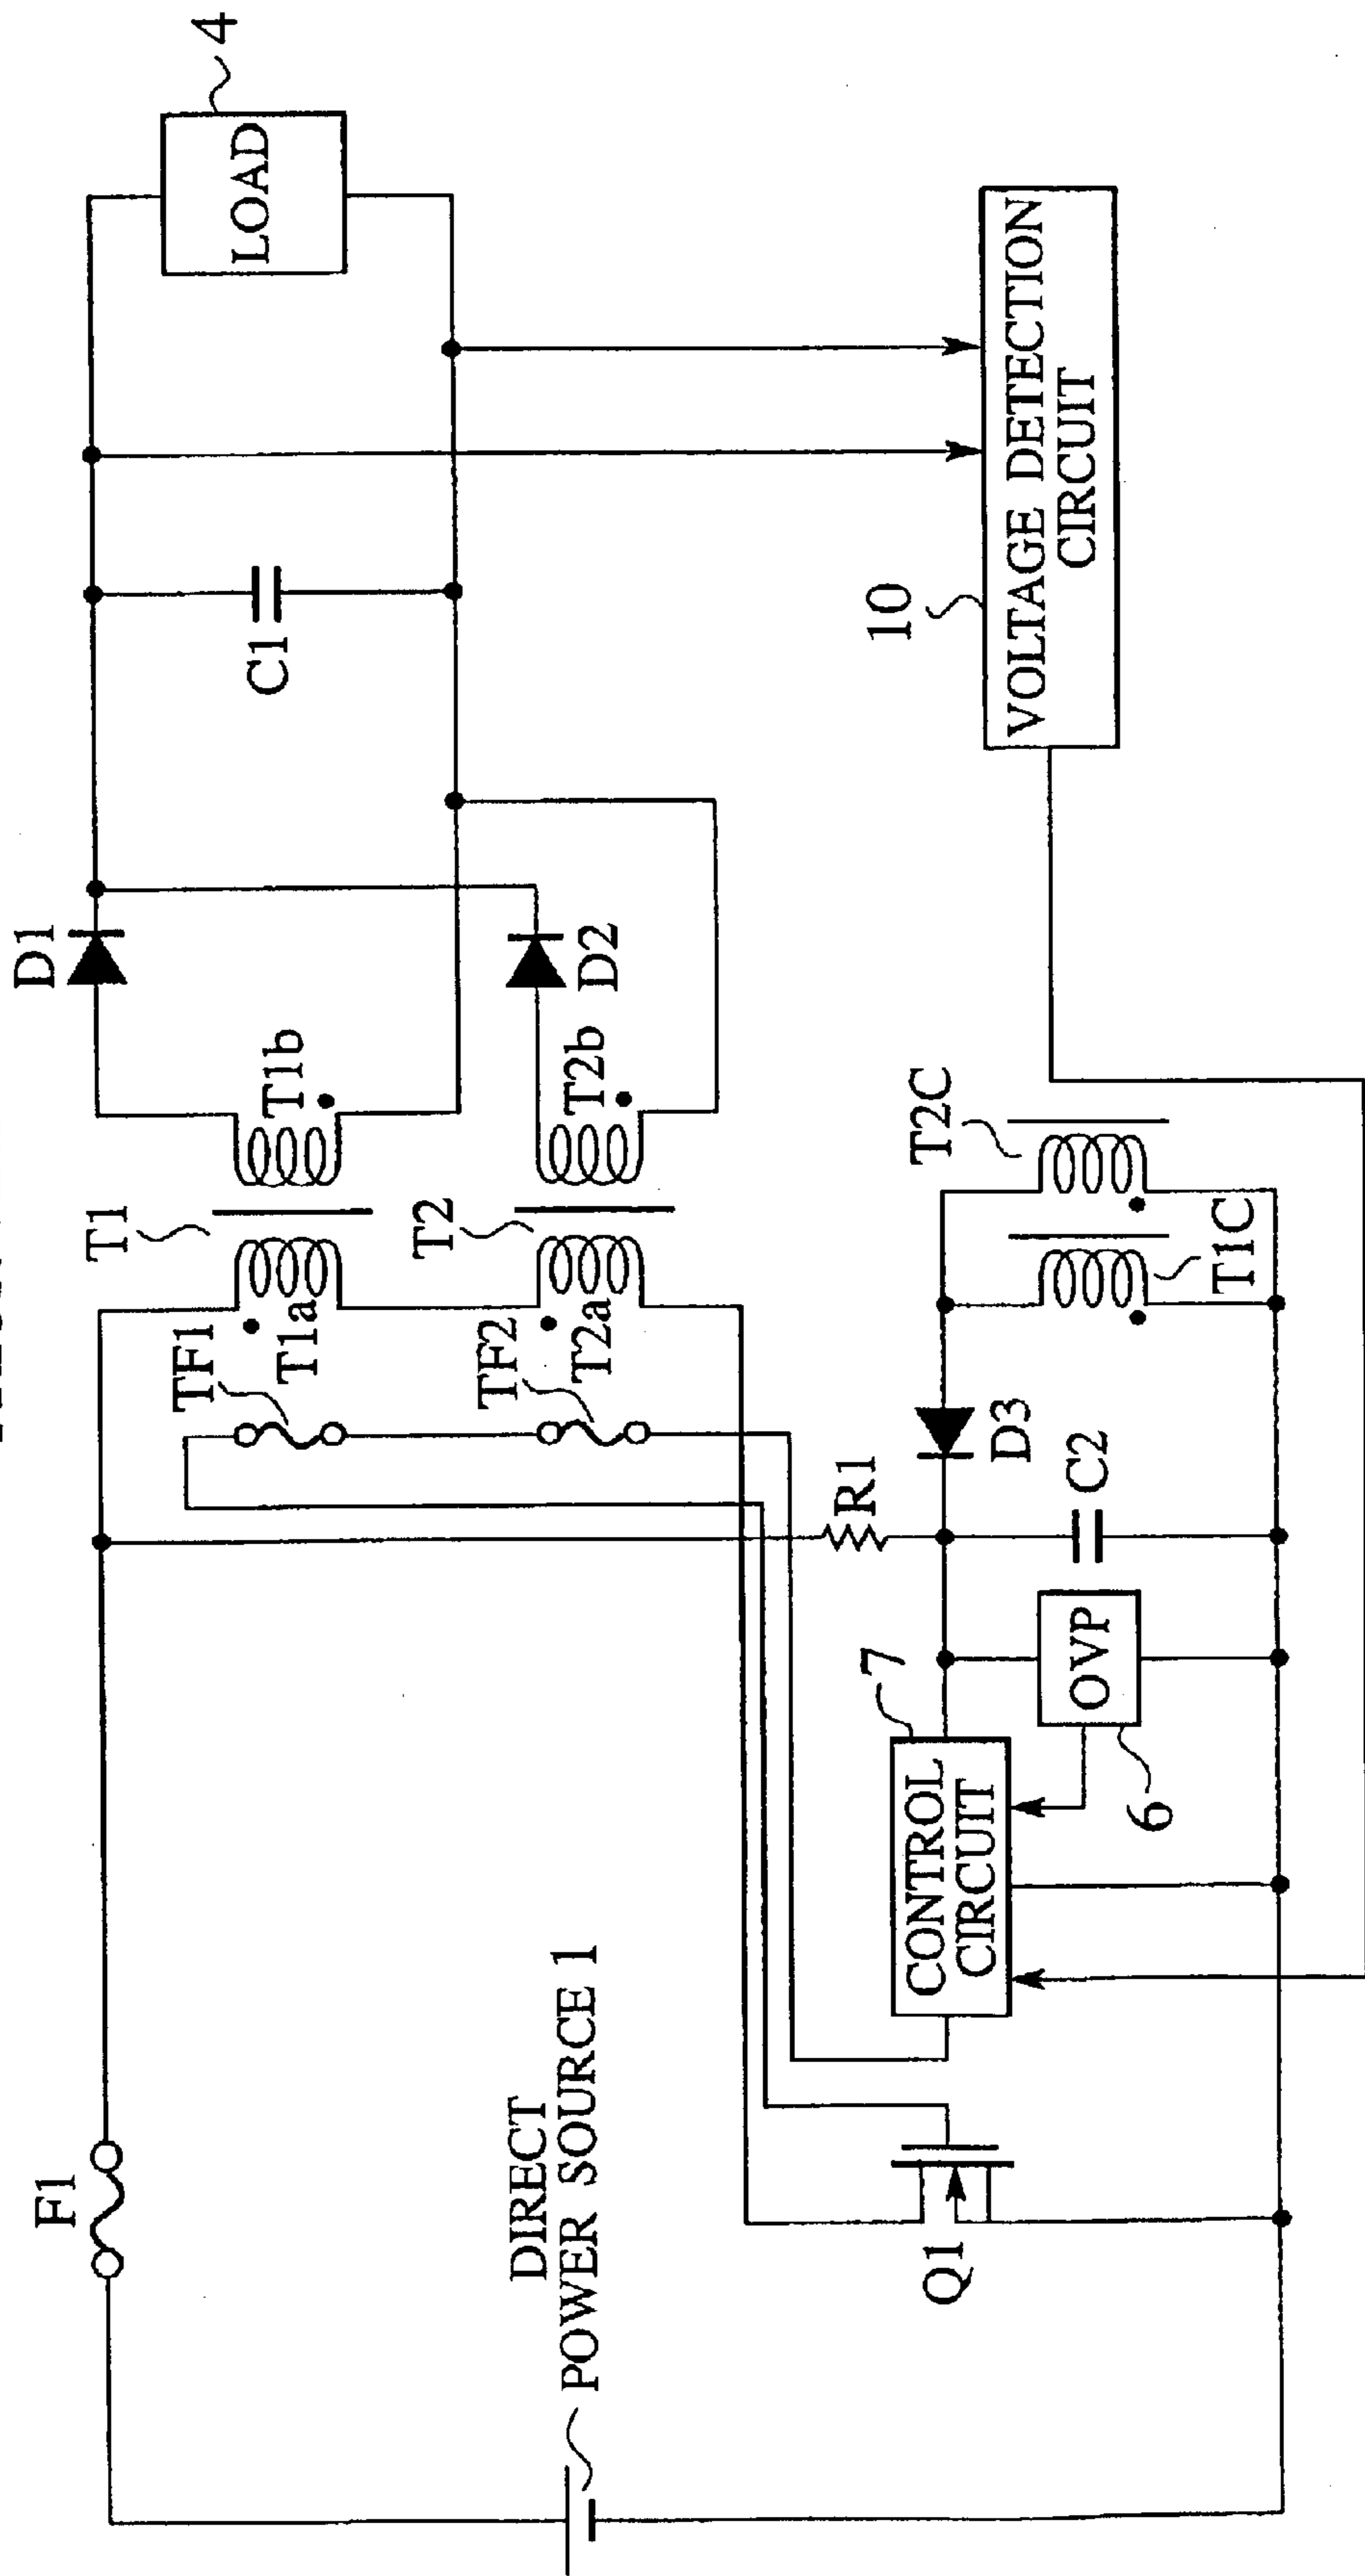 F1
DIRECT
POWER SOURCE 1
Q1
CONTROL
CIRCUIT
7
OVP
6
R1
C2
D3
TF1
TF2
T1
T1a
T1b
T2
T2a
T2b
T1C
T2C
D1
D2
C1
LOAD
4
10
VOLTAGE DETECTION
CIRCUIT